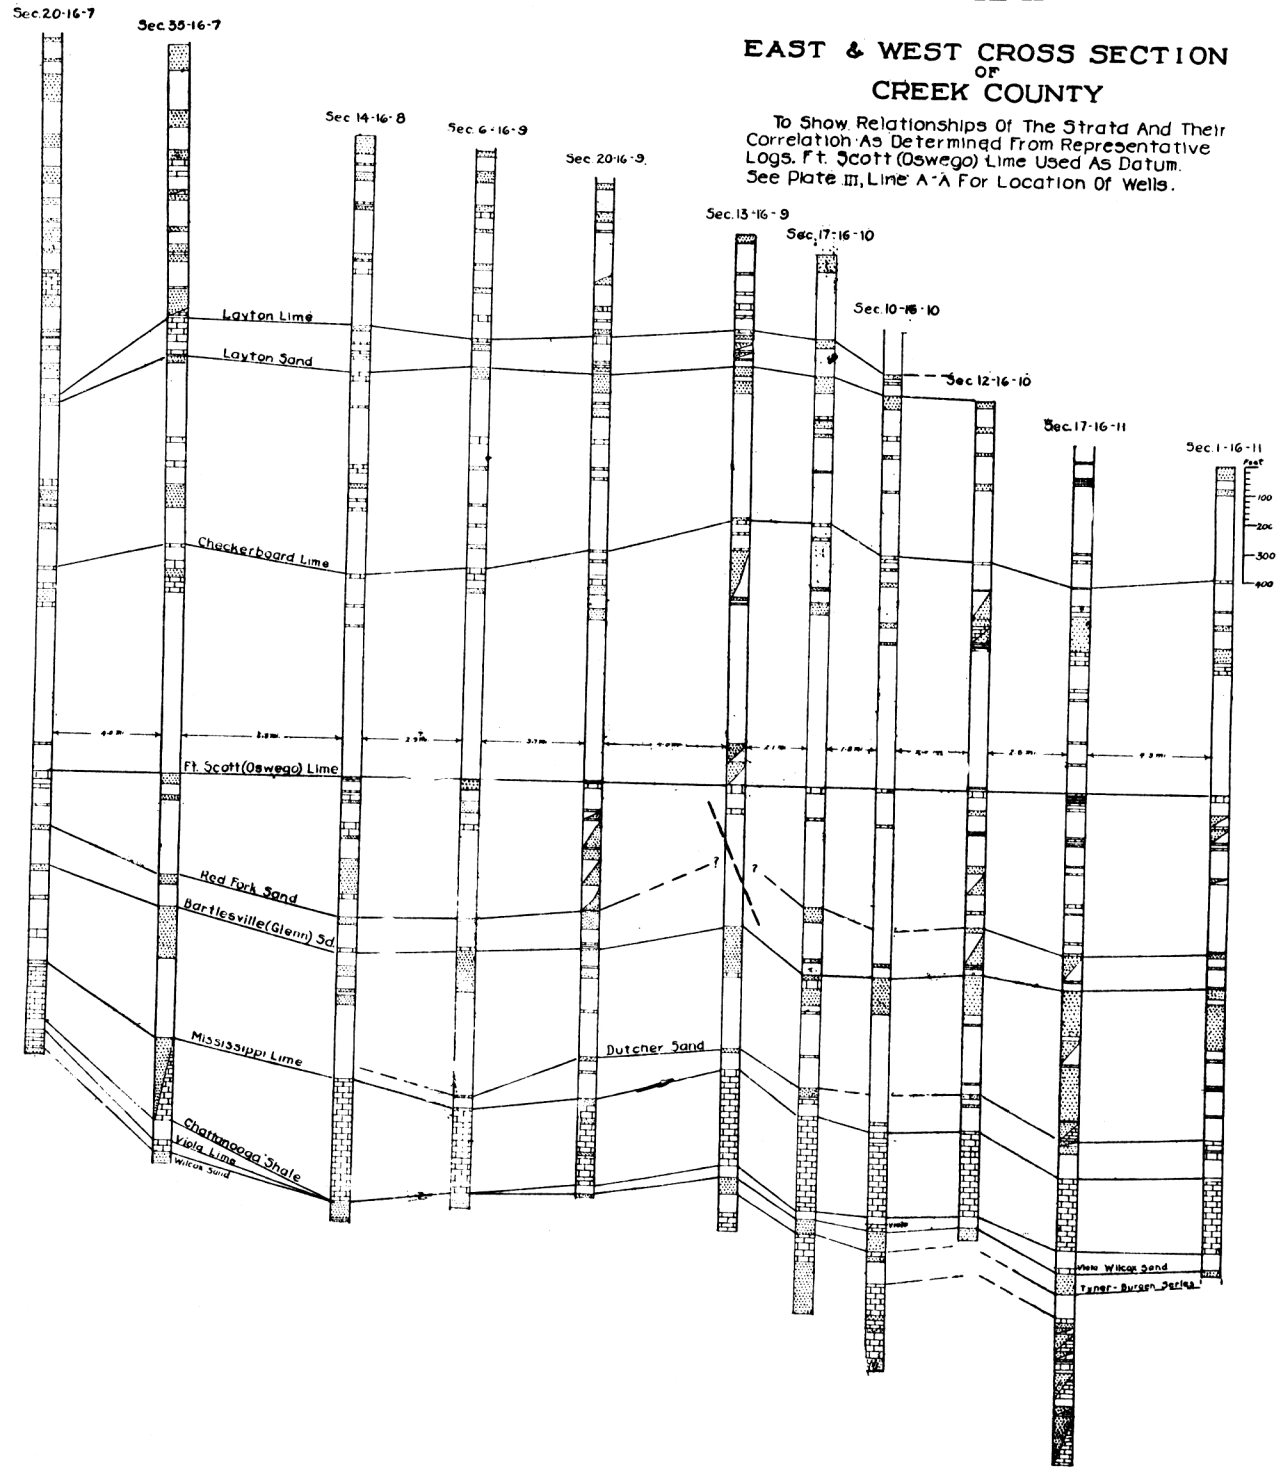 EAST & WEST CROSS SECTION
OF
CREEK COUNTY
To Show Relationships Of The Strata And Their
Correlation As Determined From Representative
Logs. Ft. Scott (Oswego) Lime Used As Datum.
See Plate III, Line A-A For Location Of Wells.
Sec. 20-16-7
Sec. 35-16-7
Sec 14-16-8
Sec. 6-16-9
Sec. 20-16-9.
Sec. 13-16-9
Sec. 17-16-10
Sec. 10-16-10
Sec 12-16-10
Sec. 17-16-11
Sec. 1-16-11
Feet
100
200
300
400
Layton Lime
Layton Sand
Checkerboard Lime
Ft. Scott (Oswego) Lime
Red Fork Sand
?
?
Bartlesville (Glenn) Sd.
Mississippi Lime
Dutcher Sand
Chattanooga Shale
Viola Lime
Wilcox Sand
Viola
Viola Wilcox Sand
Tyner-Burgen Series